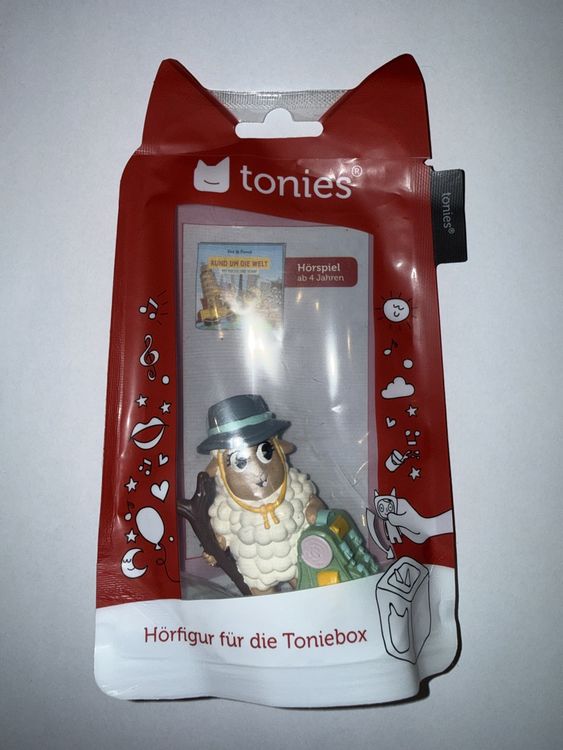 tonies®
tonies®
RUND UM DIE WELT
Hörspiel
ab 4 Jahren
Hörfigur für die Toniebox